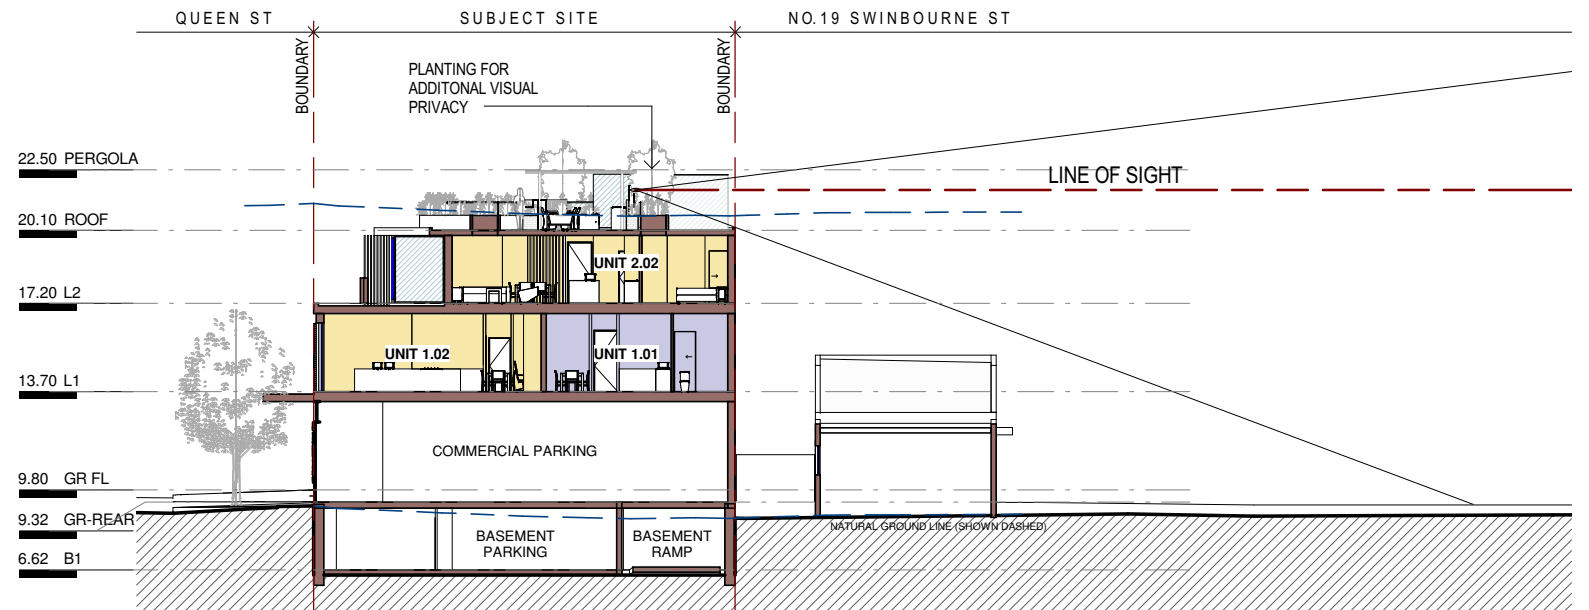 QUEEN ST
SUBJECT SITE
NO.19 SWINBOURNE ST
BOUNDARY
BOUNDARY
PLANTING FOR
ADDITONAL VISUAL
PRIVACY
22.50 PERGOLA
LINE OF SIGHT
20.10 ROOF
UNIT 2.02
17.20 L2
UNIT 1.02
UNIT 1.01
13.70 L1
COMMERCIAL PARKING
9.80 GR FL
9.32 GR-REAR
NATURAL GROUND LINE (SHOWN DASHED)
BASEMENT
PARKING
BASEMENT
RAMP
6.62 B1